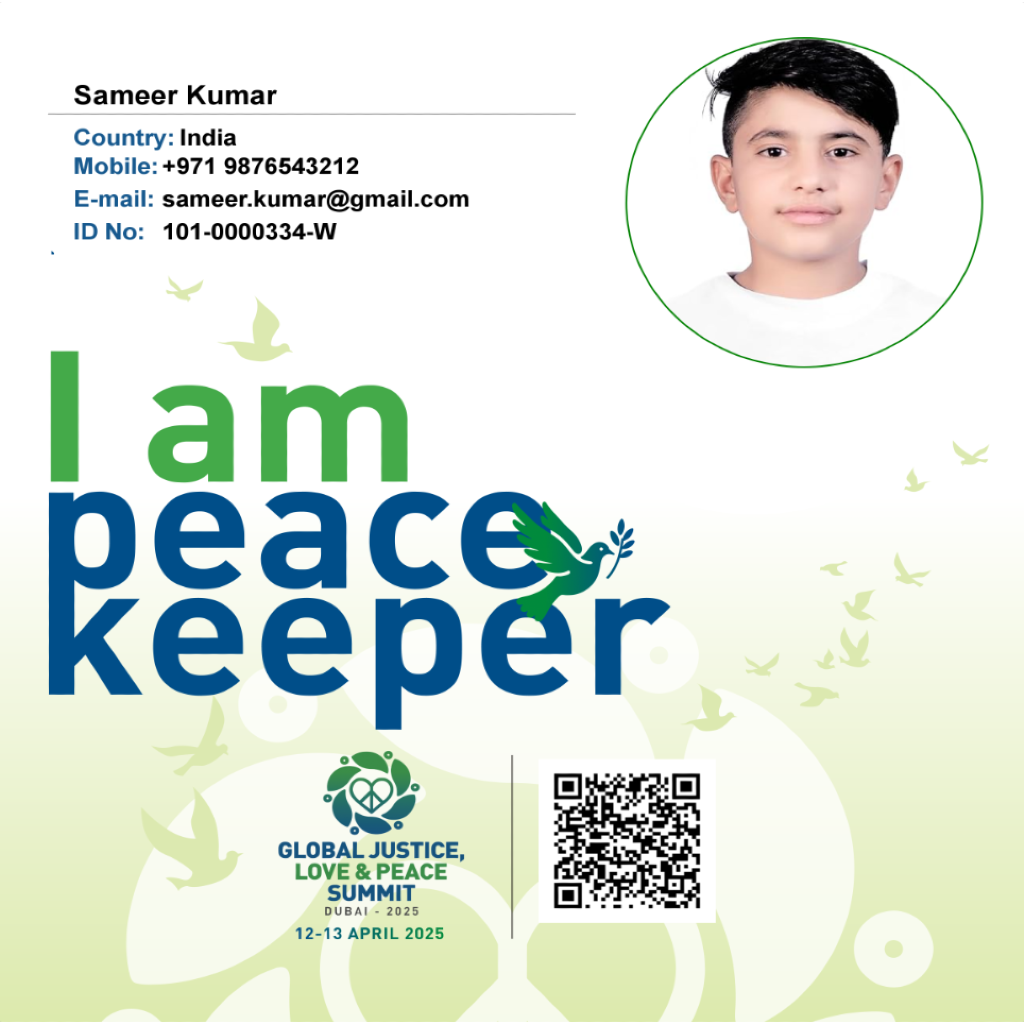 Sameer Kumar
Country: India
Mobile: +971 9876543212
E-mail: sameer.kumar@gmail.com
ID No: 101-0000334-W
I am
peace
keeper
GLOBAL JUSTICE,
LOVE & PEACE
SUMMIT
DUBAI - 2025
12-13 APRIL 2025